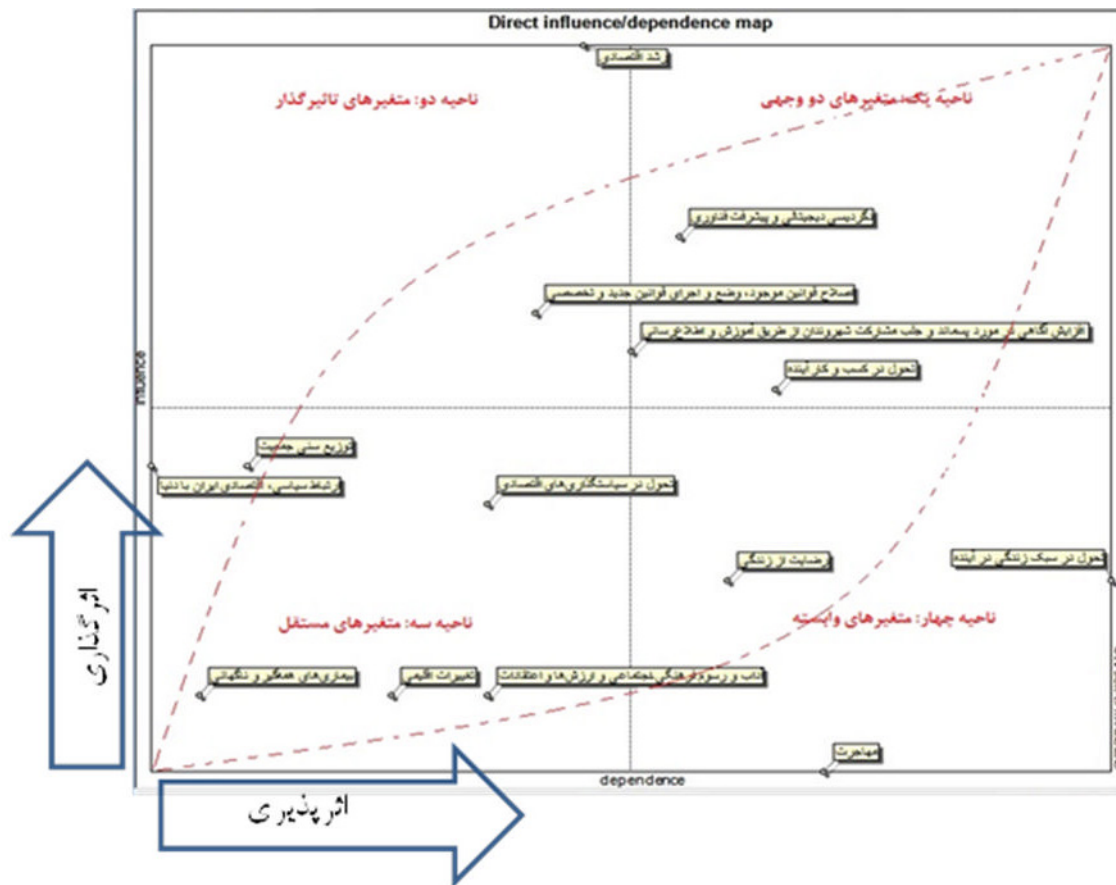 Direct influence/dependence map
رشد اقتصادی
ناحیه دو: متغیرهای تاثیرگذار
ناحیه یک: متغیرهای دو وجهی
دگردیسی دیجیتالی و پیشرفت فناوری
اصلاح قوانین موجود، وضع و اجرای قوانین جدید و تخصصی
افزایش آگاهی در مورد پسماند و جلب مشارکت شهروندان از طریق آموزش و اطلاع‌رسانی
تحول در کسب و کار آینده
influence
توزیع سنی جمعیت
ارتباط سیاسی، اقتصادی ایران با دنیا
تحول در سیاستگذاری‌های اقتصادی
رضایت از زندگی
تحول در سبک زندگی در آینده
ناحیه سه: متغیرهای مستقل
ناحیه چهار: متغیرهای وابسته
بیماری‌های همه‌گیر و ناگهانی
تغییرات اقلیمی
آداب و رسوم فرهنگی اجتماعی و ارزش‌ها و اعتقادات
مهاجرت
dependence
اثرگذاری
اثرپذیری